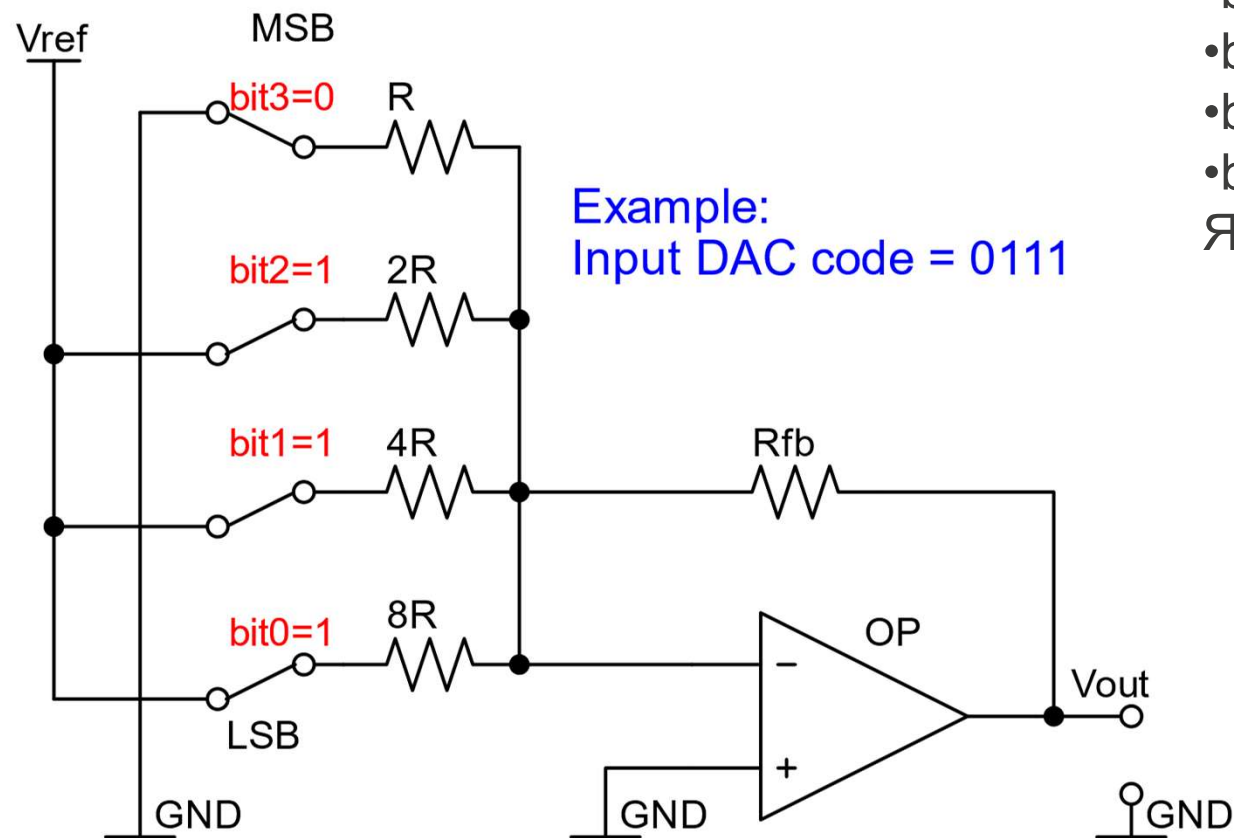 Vref
MSB
bit3=0
R
bit2=1
2R
Example:
Input DAC code = 0111
bit1=1
4R
Rfb
bit0=1
8R
OP
LSB
Vout
−
+
GND
GND
GND